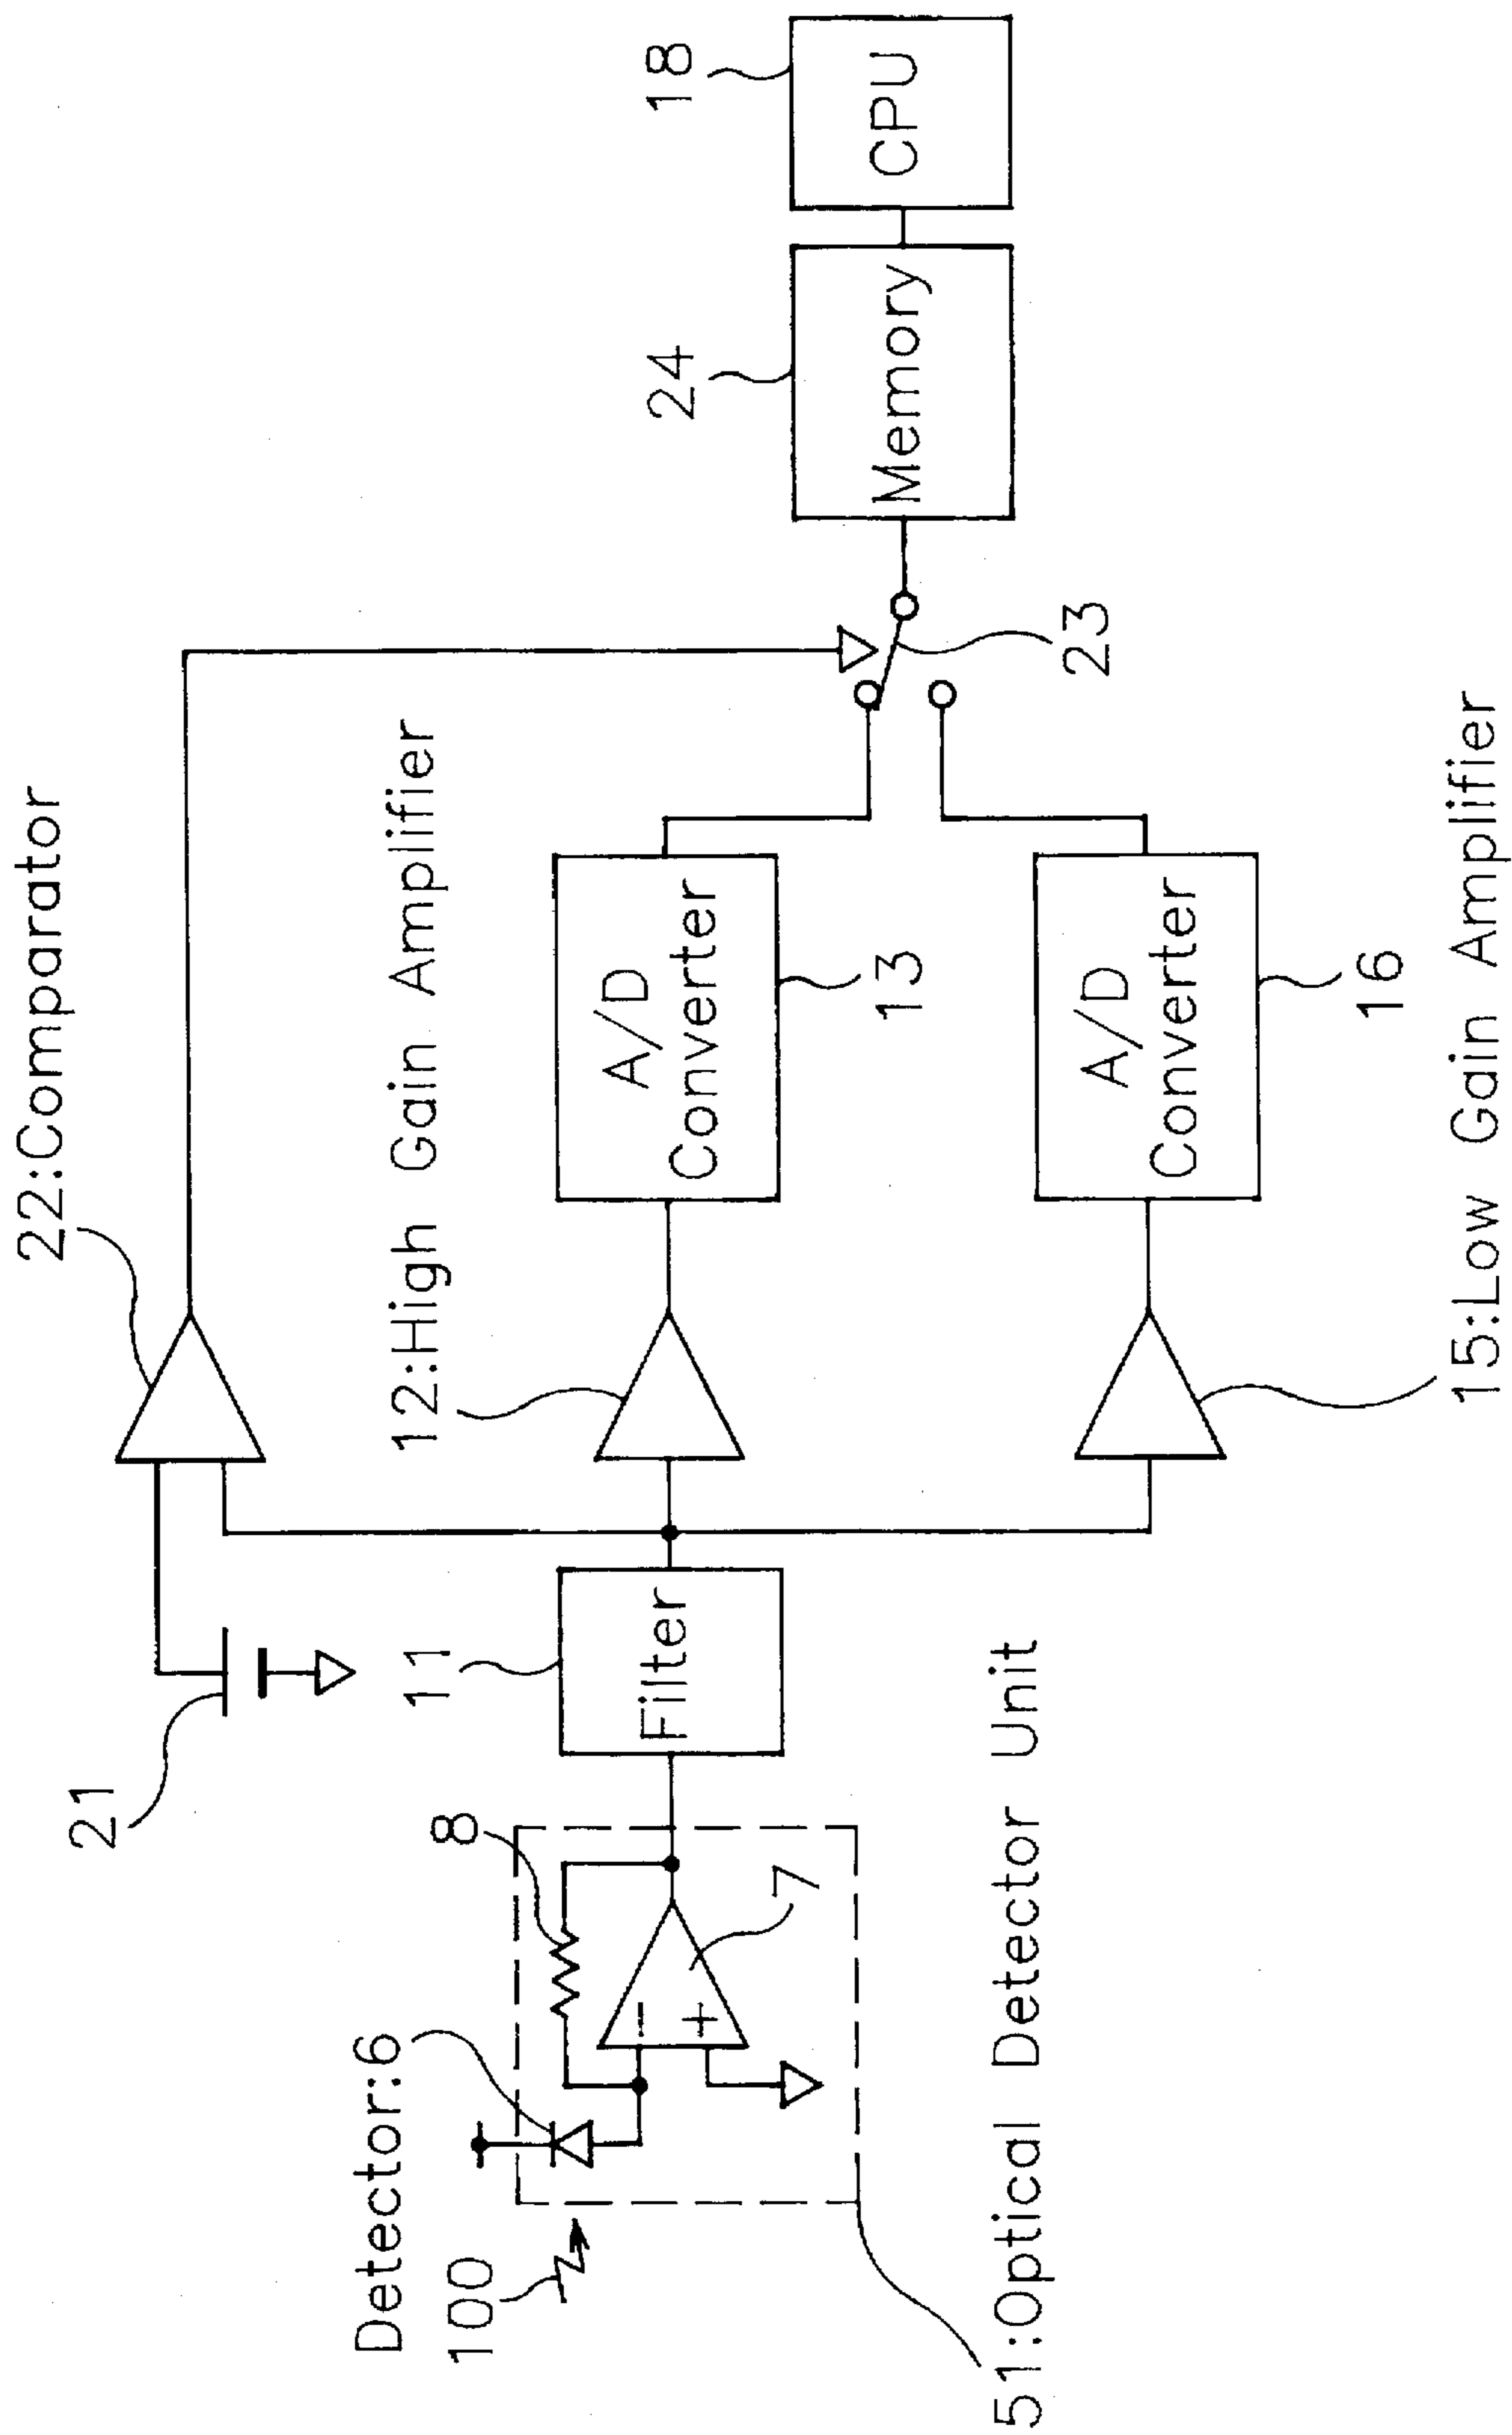 22:Comparator
21
12:High Gain Amplifier
18
24
Detector:6
100
8
11
Filter
A/D
Converter
13
Memory
CPU
−
+
7
23
51:Optical Detector Unit
A/D
Converter
16
15:Low Gain Amplifier